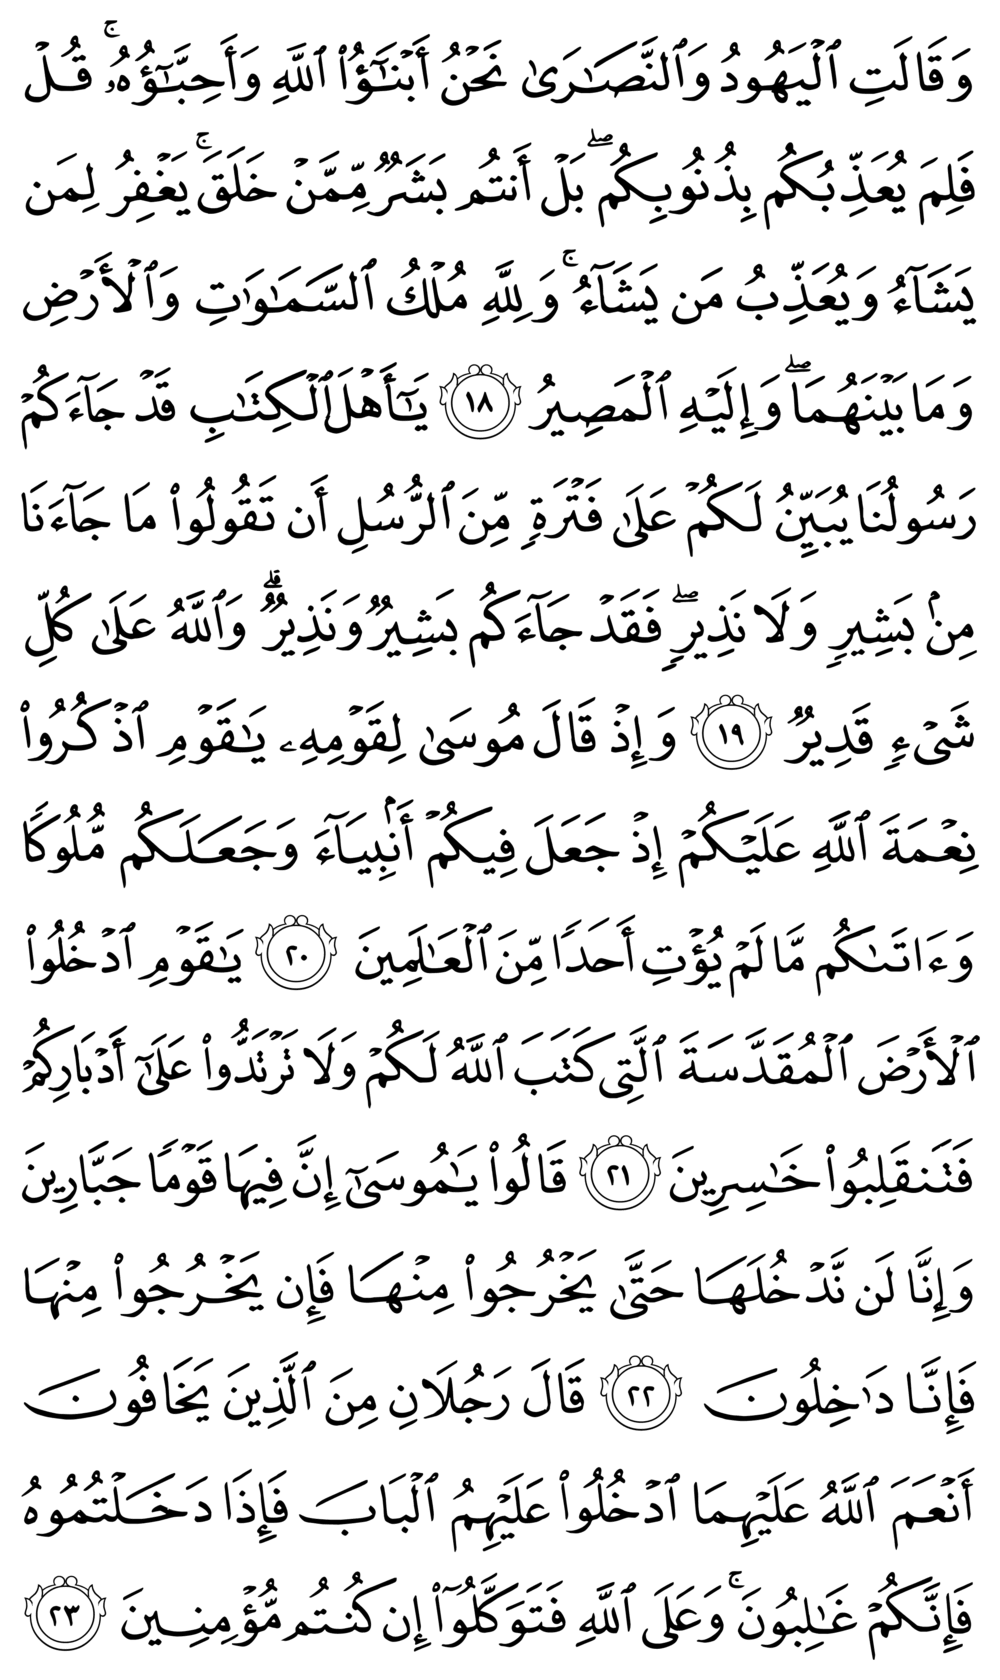 وَقَالَتِ ٱلۡيَهُودُ وَٱلنَّصَٰرَىٰ نَحۡنُ أَبۡنَٰٓؤُاْ ٱللَّهِ وَأَحِبَّٰٓؤُهُۥۚ قُلۡ
فَلِمَ يُعَذِّبُكُم بِذُنُوبِكُمۖ بَلۡ أَنتُم بَشَرٞ مِّمَّنۡ خَلَقَۚ يَغۡفِرُ لِمَن
يَشَآءُ وَيُعَذِّبُ مَن يَشَآءُۚ وَلِلَّهِ مُلۡكُ ٱلسَّمَٰوَٰتِ وَٱلۡأَرۡضِ
وَمَا بَيۡنَهُمَاۖ وَإِلَيۡهِ ٱلۡمَصِيرُ ١٨ يَٰٓأَهۡلَ ٱلۡكِتَٰبِ قَدۡ جَآءَكُمۡ
رَسُولُنَا يُبَيِّنُ لَكُمۡ عَلَىٰ فَتۡرَةٖ مِّنَ ٱلرُّسُلِ أَن تَقُولُواْ مَا جَآءَنَا
مِنۢ بَشِيرٖ وَلَا نَذِيرٖۖ فَقَدۡ جَآءَكُم بَشِيرٞ وَنَذِيرٞۗ وَٱللَّهُ عَلَىٰ كُلِّ
شَيۡءٖ قَدِيرٞ ١٩ وَإِذۡ قَالَ مُوسَىٰ لِقَوۡمِهِۦ يَٰقَوۡمِ ٱذۡكُرُواْ
نِعۡمَةَ ٱللَّهِ عَلَيۡكُمۡ إِذۡ جَعَلَ فِيكُمۡ أَنۢبِيَآءَ وَجَعَلَكُم مُّلُوكٗا
وَءَاتَىٰكُم مَّا لَمۡ يُؤۡتِ أَحَدٗا مِّنَ ٱلۡعَٰلَمِينَ ٢٠ يَٰقَوۡمِ ٱدۡخُلُواْ
ٱلۡأَرۡضَ ٱلۡمُقَدَّسَةَ ٱلَّتِي كَتَبَ ٱللَّهُ لَكُمۡ وَلَا تَرۡتَدُّواْ عَلَىٰٓ أَدۡبَارِكُمۡ
فَتَنقَلِبُواْ خَٰسِرِينَ ٢١ قَالُواْ يَٰمُوسَىٰٓ إِنَّ فِيهَا قَوۡمٗا جَبَّارِينَ
وَإِنَّا لَن نَّدۡخُلَهَا حَتَّىٰ يَخۡرُجُواْ مِنۡهَا فَإِن يَخۡرُجُواْ مِنۡهَا
فَإِنَّا دَٰخِلُونَ ٢٢ قَالَ رَجُلَانِ مِنَ ٱلَّذِينَ يَخَافُونَ
أَنۡعَمَ ٱللَّهُ عَلَيۡهِمَا ٱدۡخُلُواْ عَلَيۡهِمُ ٱلۡبَابَ فَإِذَا دَخَلۡتُمُوهُ
فَإِنَّكُمۡ غَٰلِبُونَۚ وَعَلَى ٱللَّهِ فَتَوَكَّلُوٓاْ إِن كُنتُم مُّؤۡمِنِينَ ٢٣